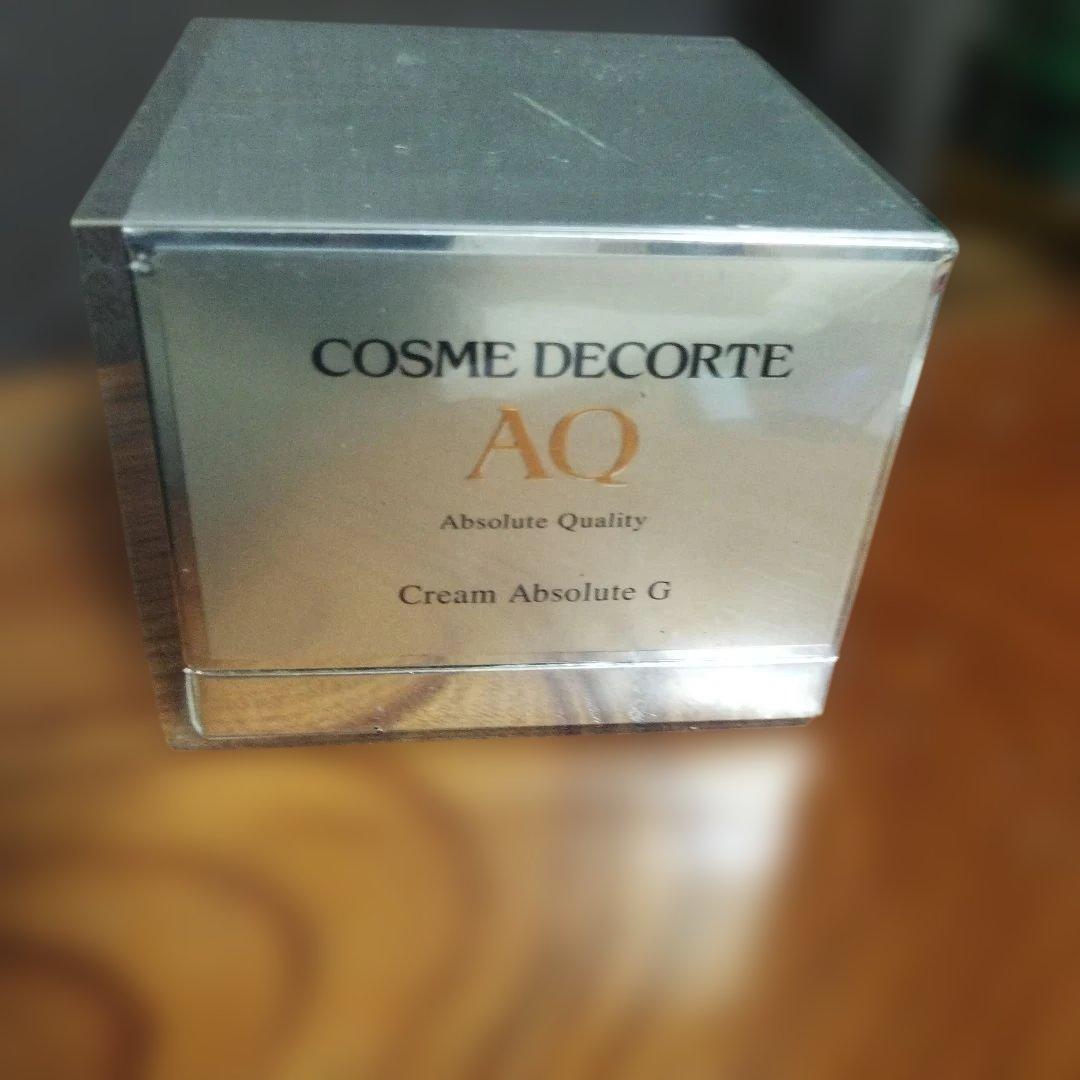 COSME DECORTE
AQ
Absolute Quality
Cream Absolute G